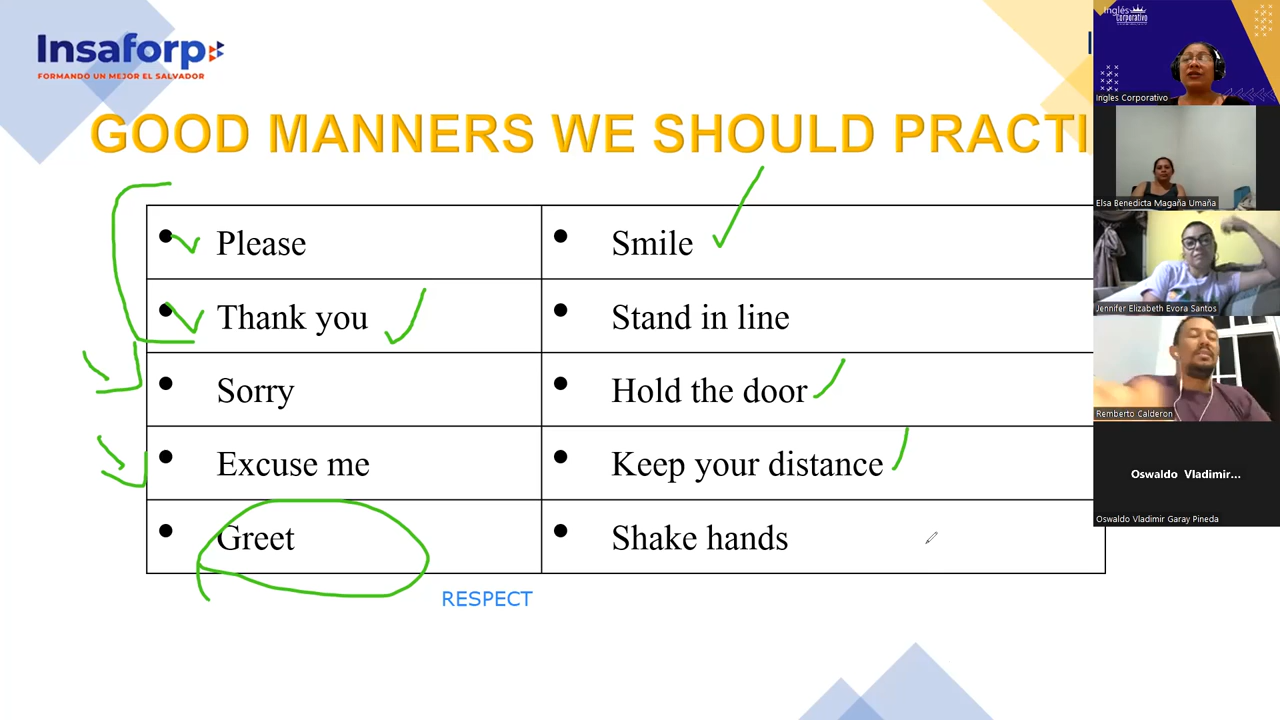 Insaforp
FORMANDO UN MEJOR EL SALVADOR
GOOD MANNERS WE SHOULD PRACTI
Please
Smile
Thank you
Stand in line
Sorry
Hold the door
Excuse me
Keep your distance
Greet
Shake hands
RESPECT
Inglés
Corporativo
Ingles Corporativo
Elsa Benedicta Magaña Umaña
Jennifer Elizabeth Evora Santos
Remberto Calderon
Oswaldo Vladimir...
Oswaldo Vladimir Garay Pineda